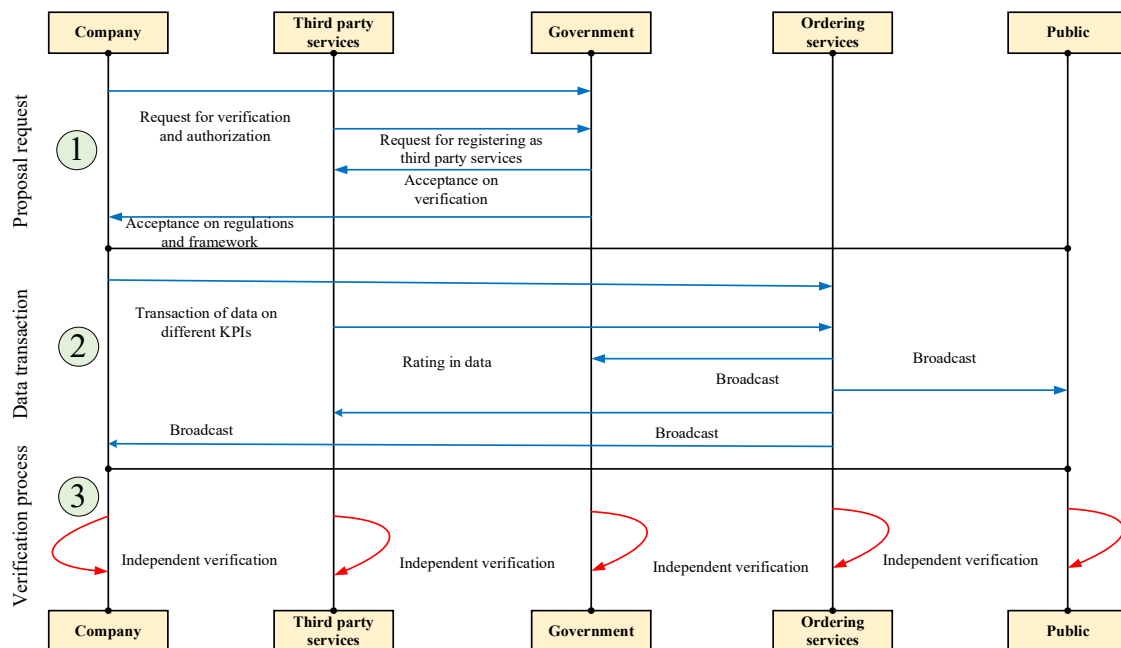 Company
Third party
services
Government
Ordering
services
Public
Proposal request
1
Request for verification
and authorization
Request for registering as
third party services
Acceptance on
verification
Acceptance on regulations
and framework
Data transaction
2
Transaction of data on
different KPIs
Rating in data
Broadcast
Broadcast
Broadcast
Broadcast
Verification process
3
Independent verification
Independent verification
Independent verification
Independent verification
Company
Third party
services
Government
Ordering
services
Public